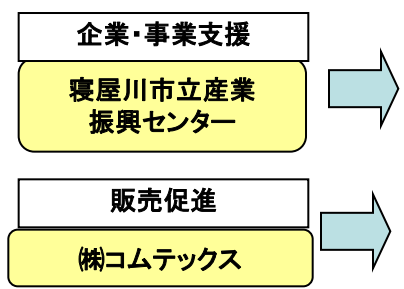 企業・事業支援
寝屋川市立産業
振興センター
販売促進
㈱コムテックス